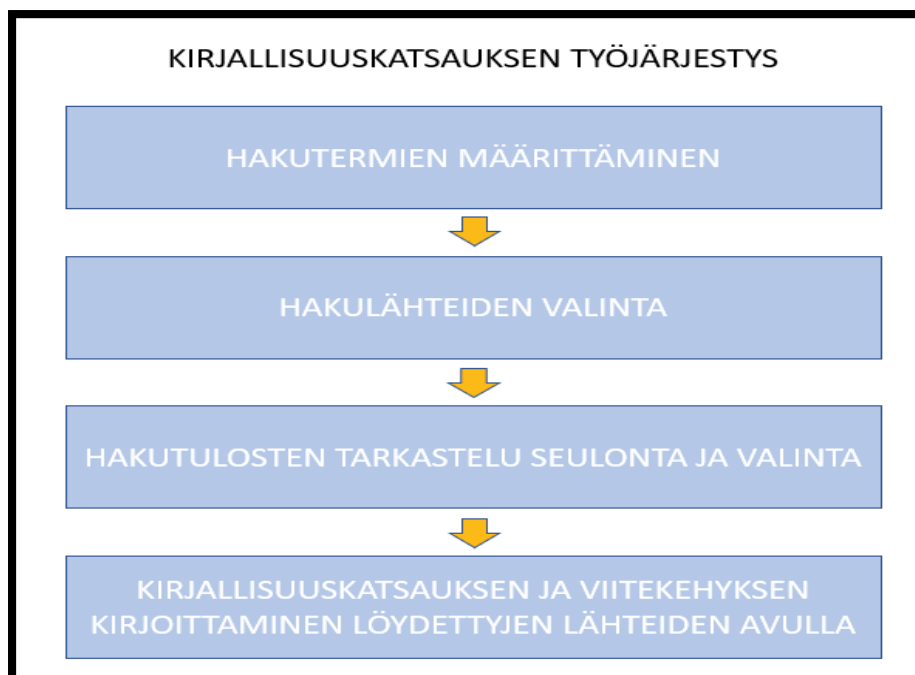 KIRJALLISUUSKATSAUKSEN TYÖJÄRJESTYS
HAKUTERMIEN MÄÄRITTÄMINEN
HAKULÄHTEIDEN VALINTA
HAKUTULOSTEN TARKASTELU SEULONTA JA VALINTA
KIRJALLISUUSKATSAUKSEN JA VIITEKEHYKSEN
KIRJOITTAMINEN LÖYDETTYJEN LÄHTEIDEN AVULLA